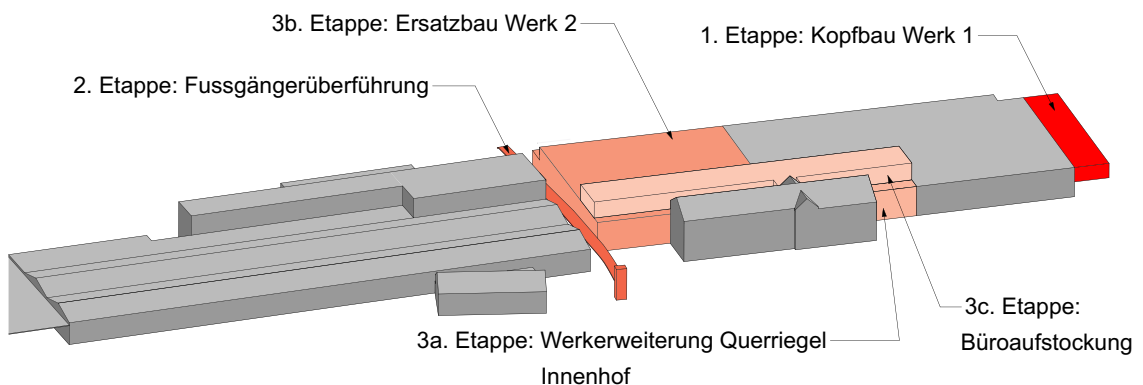 3b. Etappe: Ersatzbau Werk 2
1. Etappe: Kopfbau Werk 1
2. Etappe: Fussgängerüberführung
3c. Etappe:
Büroaufstockung
3a. Etappe: Werkerweiterung Querriegel
Innenhof